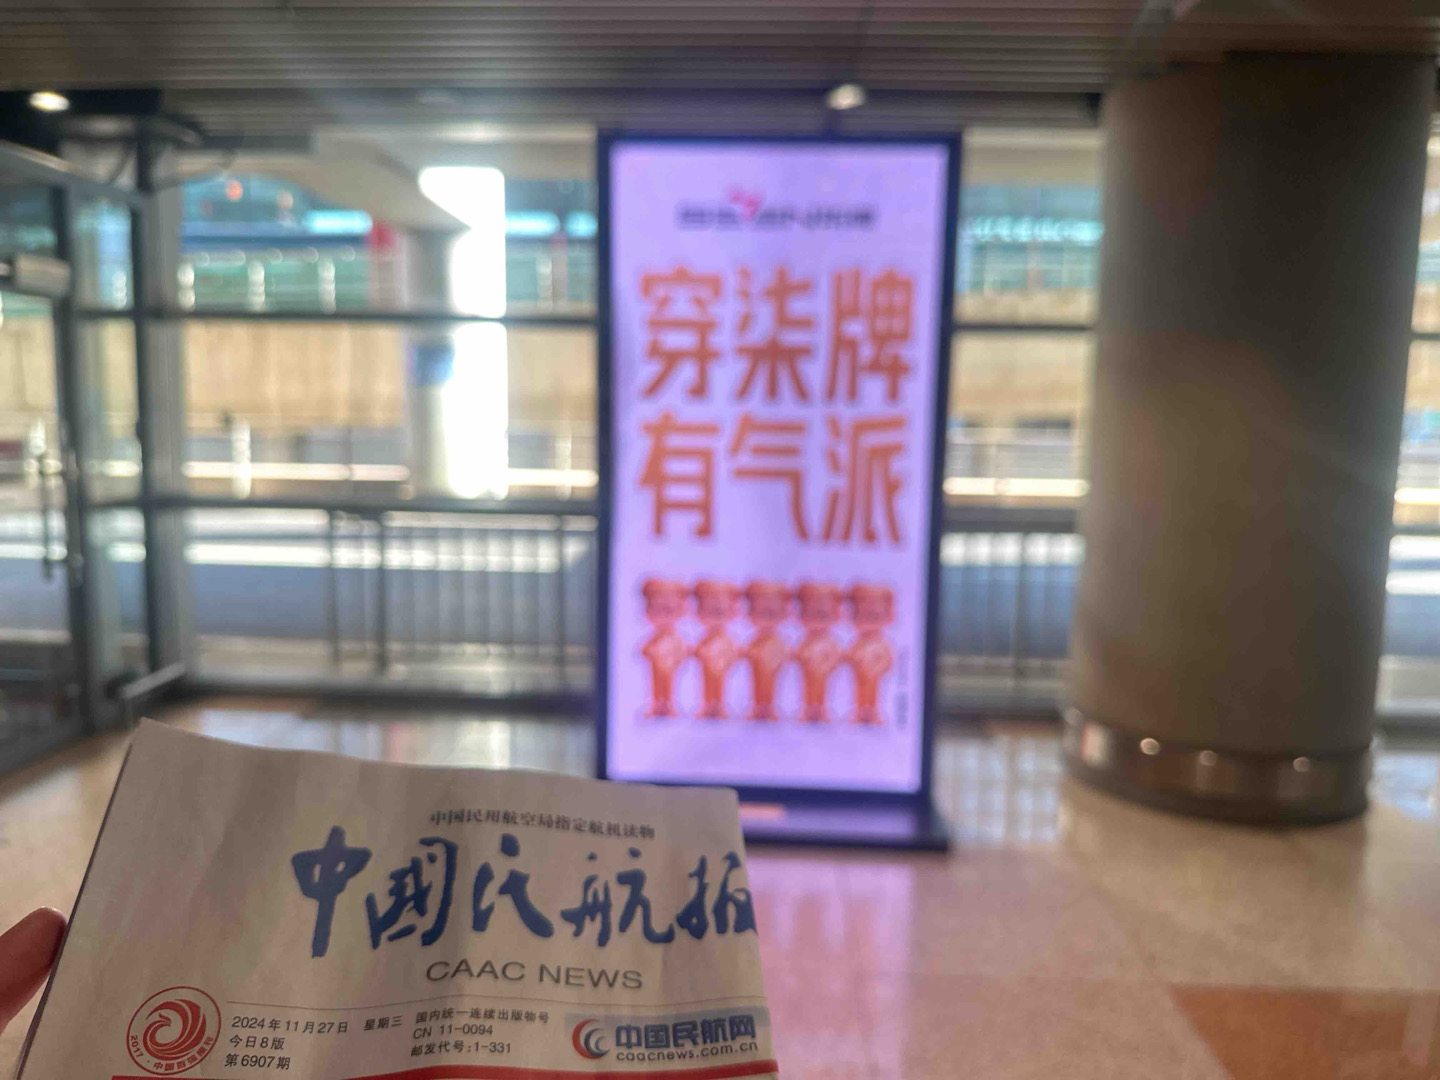 穿柒牌
有气派
中国民用航空局指定航机读物
中国民航报
CAAC NEWS
2024年11月27日 星期三
今日8版
第6907期
国内统一连续出版物号
CN 11-0094
邮发代号:1-331
中国民航网
caacnews.com.cn